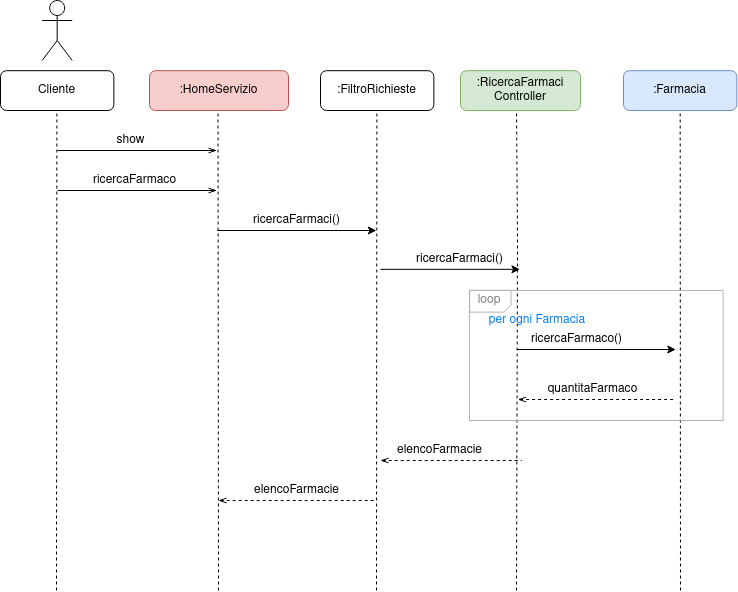 Cliente
:HomeServizio
:FiltroRichieste
:RicercaFarmaci
Controller
:Farmacia
show
ricercaFarmaco
ricercaFarmaci()
ricercaFarmaci()
loop
per ogni Farmacia
ricercaFarmaco()
quantitaFarmaco
elencoFarmacie
elencoFarmacie